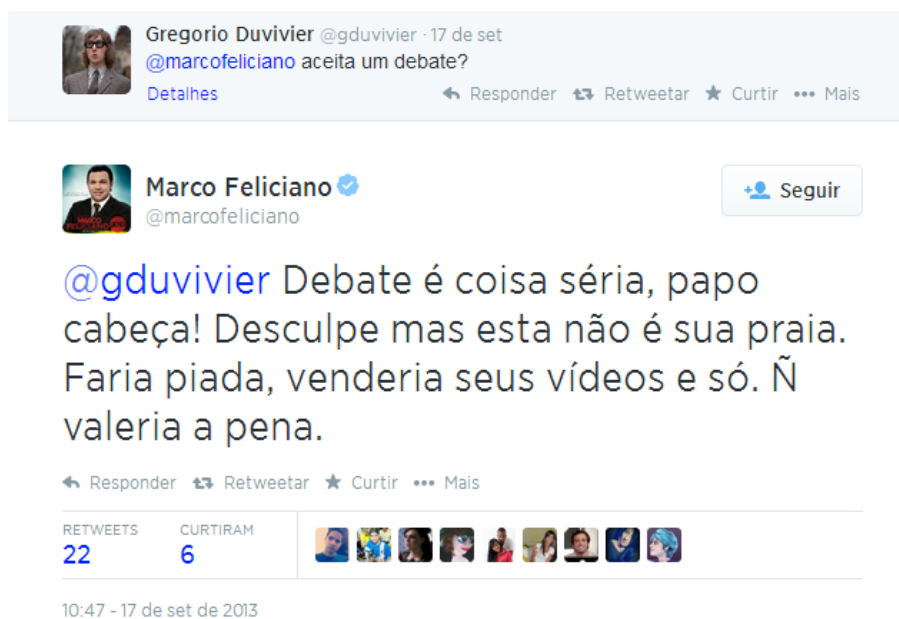 Gregorio Duvivier @gduvivier · 17 de set
@marcofeliciano aceita um debate?
Detalhes Responder Retweetar Curtir Mais
Marco Feliciano
@marcofeliciano
Seguir
@gduvivier Debate é coisa séria, papo
cabeça! Desculpe mas esta não é sua praia.
Faria piada, venderia seus vídeos e só. Ñ
valeria a pena.
Responder Retweetar Curtir Mais
RETWEETS CURTIRAM
22 6
10:47 - 17 de set de 2013